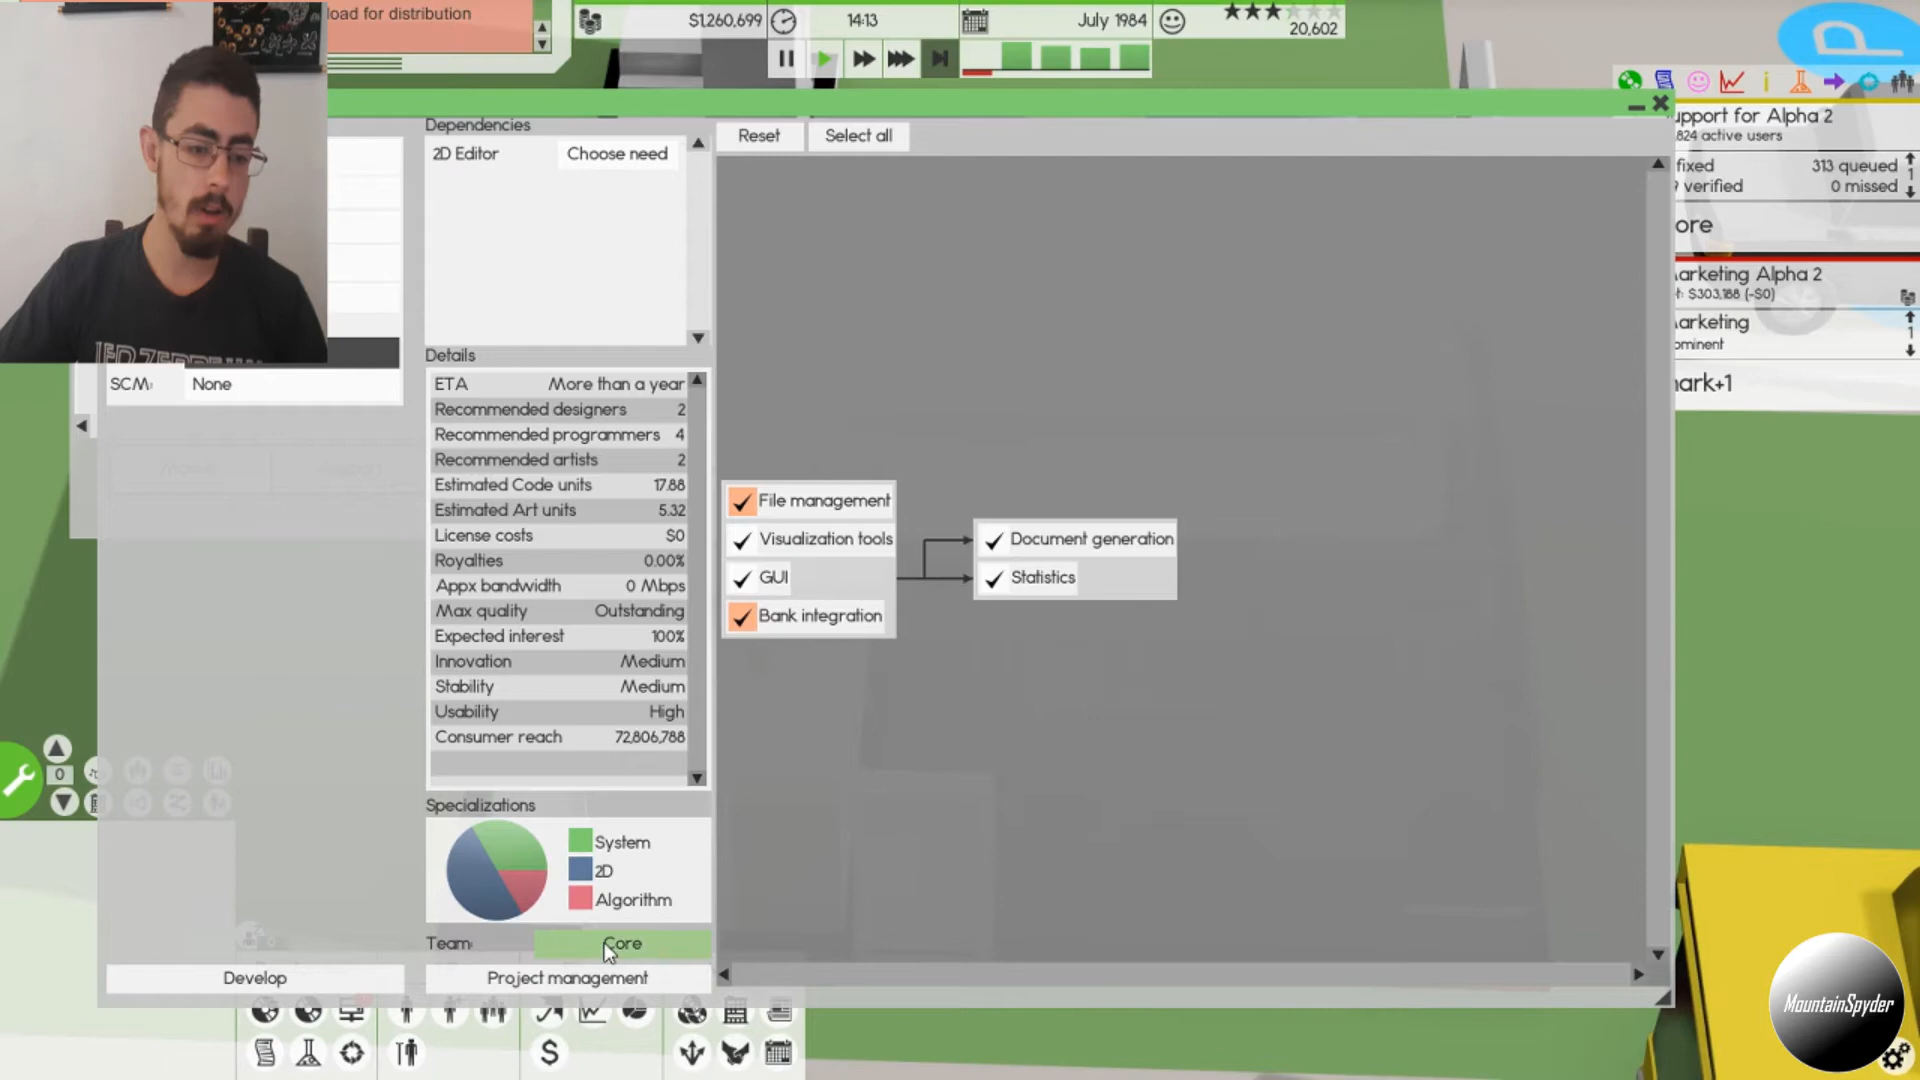 load for distribution
$1,260,699
14:13
July 1984
20,602
upport for Alpha 2
824 active users
fixed
313 queued
verified
0 missed
1
ore
arketing Alpha 2
$303,188 (-$0)
arketing
ominent
1
ark+1
Dependencies
2D Editor
Choose need
Reset
Select all
SCM:
None
Details
ETA
More than a year
Recommended designers
2
Recommended programmers
4
Recommended artists
2
Estimated Code units
17.88
Estimated Art units
5.32
License costs
$0
Royalties
0.00%
Appx bandwidth
0 Mbps
Max quality
Outstanding
Expected interest
100%
Innovation
Medium
Stability
Medium
Usability
High
Consumer reach
72,806,788
File management
Visualization tools
GUI
Bank integration
Document generation
Statistics
0
Specializations
System
2D
Algorithm
Team:
Core
Develop
Project management
MountainSpyder